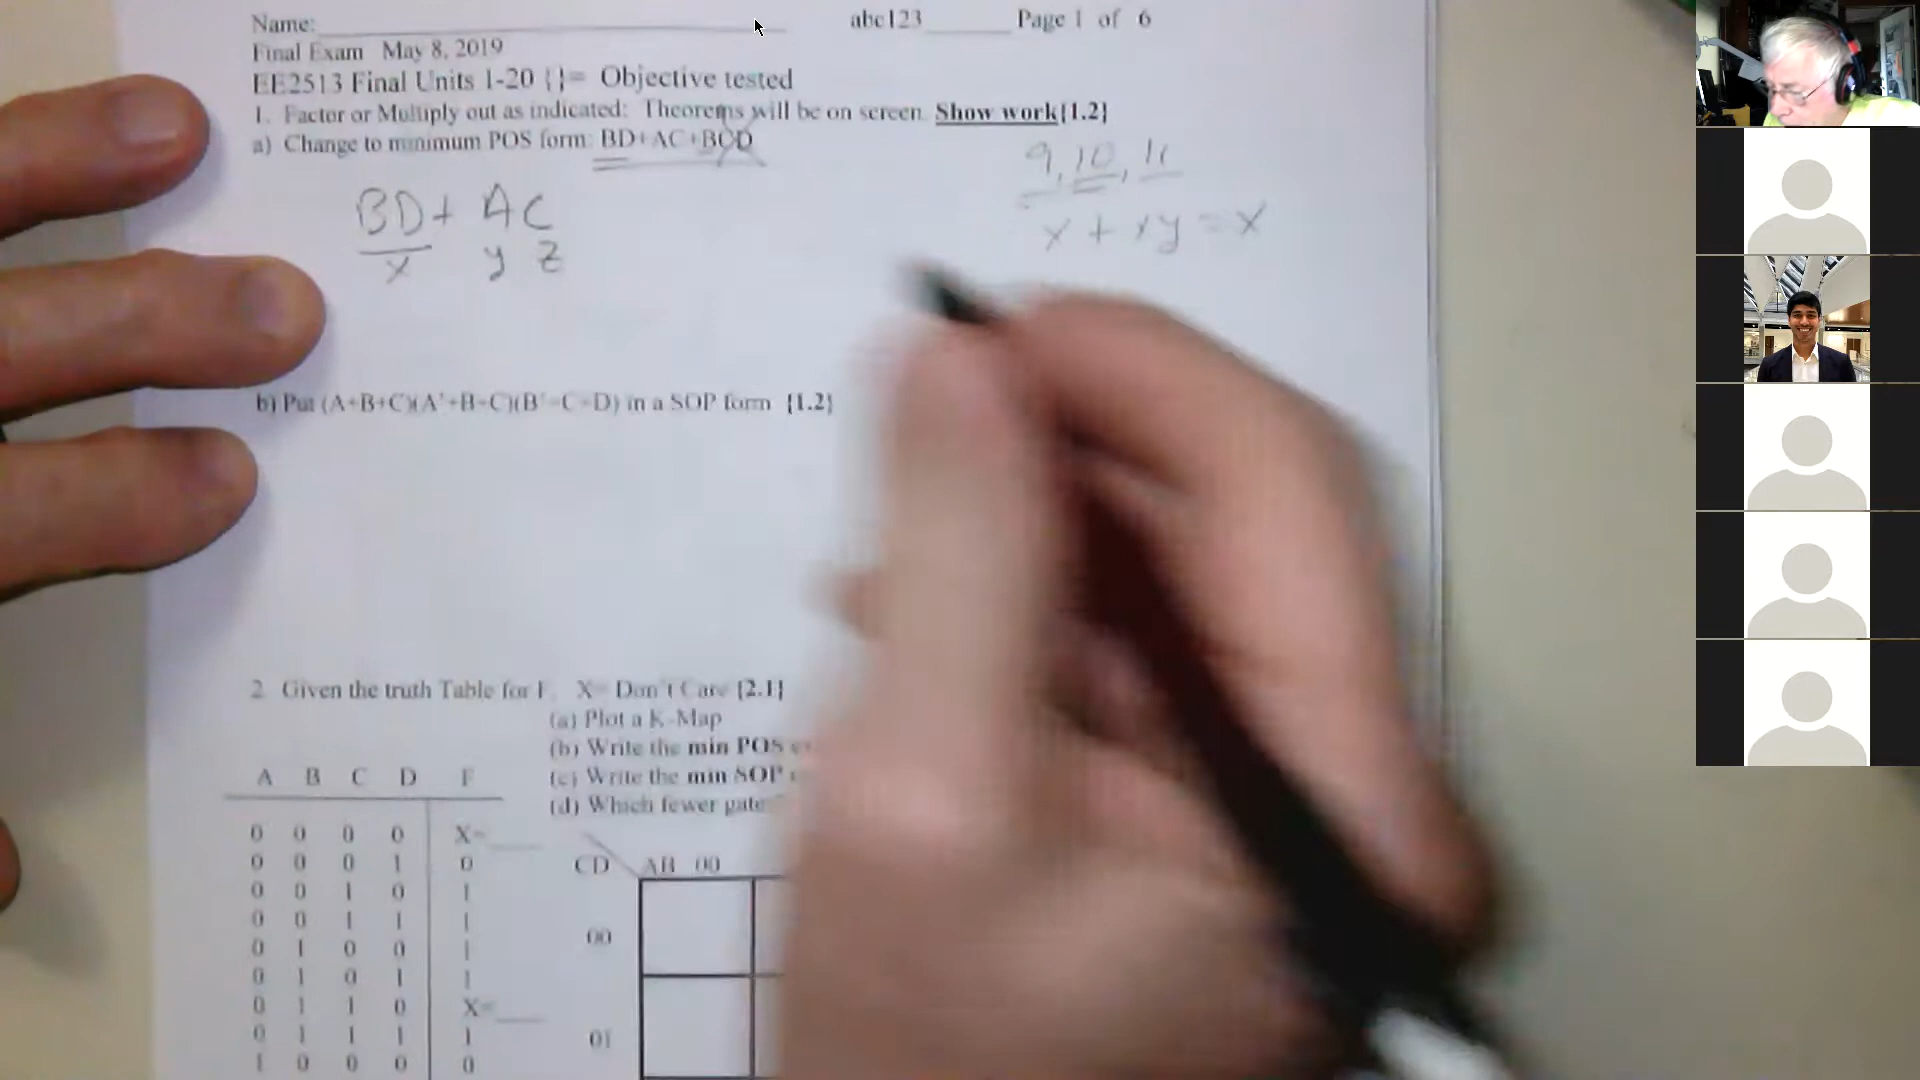 Name: abc123 Page 1 of 6
Final Exam May 8, 2019
EE2513 Final Units 1-20 { }= Objective tested
1. Factor or Multiply out as indicated: Theorems will be on screen. Show work{1.2}
a) Change to minimum POS form: BD+AC+BCD
9, 10, 11
BD+ AC
x + xy = x
x y z
b) Put (A+B+C)(A'+B+C)(B'+C+D) in a SOP form {1.2}
2. Given the truth Table for F. X= Don't Care {2.1}
(a) Plot a K-Map
(b) Write the min POS
(c) Write the min SOP
(d) Which fewer gate
A B C D F
0 0 0 0 X=
0 0 0 1 0
0 0 1 0 1
0 0 1 1 1
0 1 0 0 1
0 1 0 1 1
0 1 1 0 X=
0 1 1 1 1
1 0 0 0 0
CD AB 00
00
01